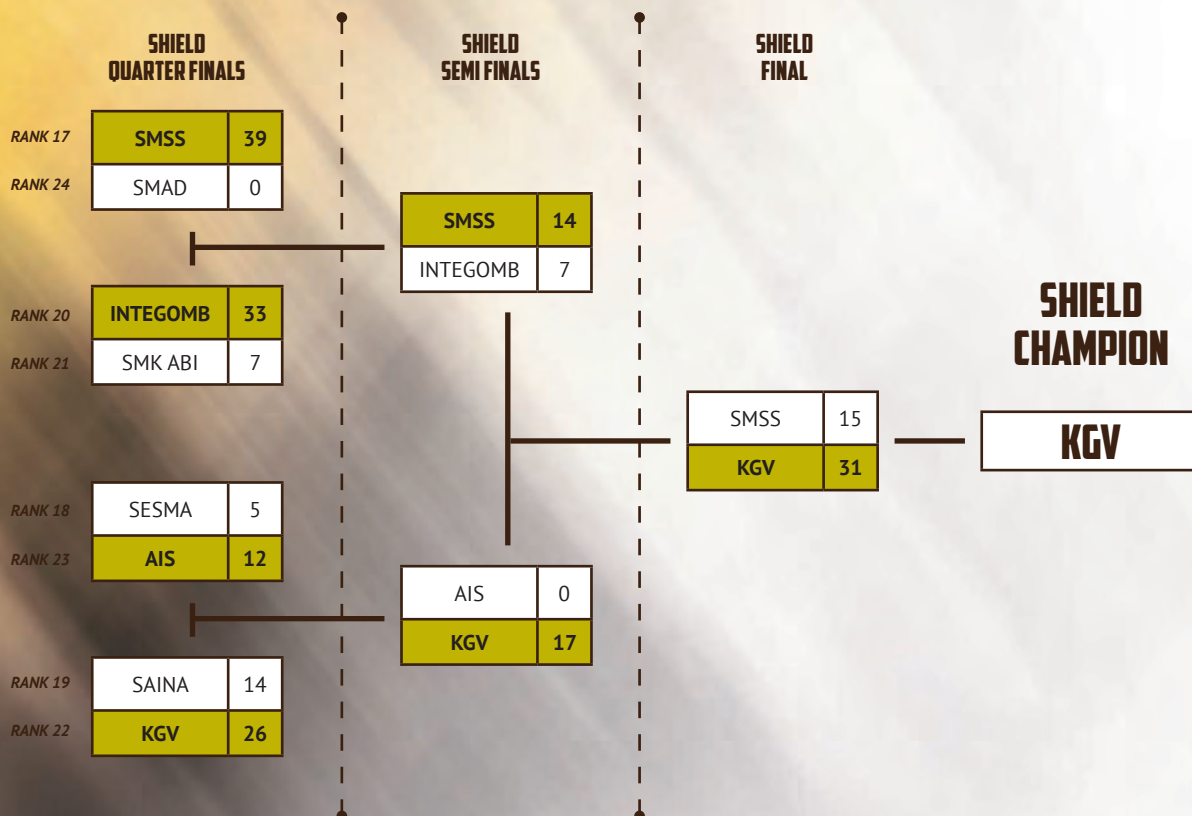 SHIELD
QUARTER FINALS
SHIELD
SEMI FINALS
SHIELD
FINAL
RANK 17 SMSS 39
RANK 24 SMAD 0
SMSS 14
INTEGOMB 7
RANK 20 INTEGOMB 33
RANK 21 SMK ABI 7
SHIELD
CHAMPION
SMSS 15
KGV 31
KGV
RANK 18 SESMA 5
RANK 23 AIS 12
AIS 0
KGV 17
RANK 19 SAINA 14
RANK 22 KGV 26